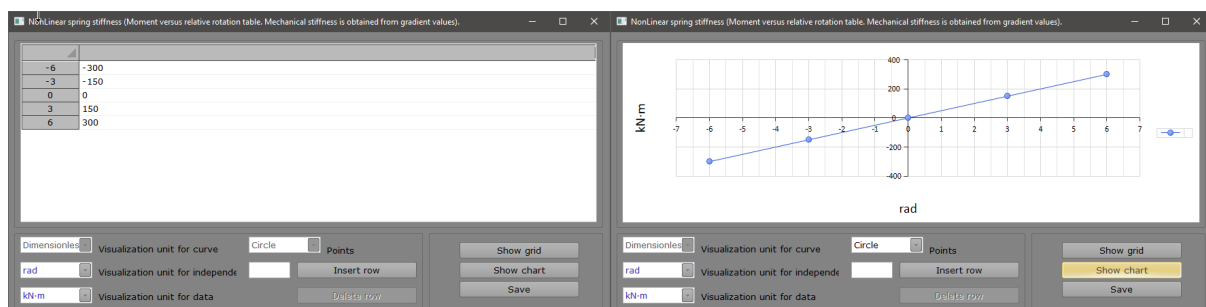 NonLinear spring stiffness (Moment versus relative rotation table. Mechanical stiffness is obtained from gradient values).
-6 -300
-3 -150
0 0
3 150
6 300
Dimensionles Visualization unit for curve Circle Points Show grid
rad Visualization unit for independe Insert row Show chart
kN·m Visualization unit for data Delete row Save
NonLinear spring stiffness (Moment versus relative rotation table. Mechanical stiffness is obtained from gradient values).
400
200
0
-200
-400
kN·m
-7 -6 -5 -4 -3 -2 -1 0 1 2 3 4 5 6 7
rad
Dimensionles Visualization unit for curve Circle Points Show grid
rad Visualization unit for independe Insert row Show chart
kN·m Visualization unit for data Delete row Save